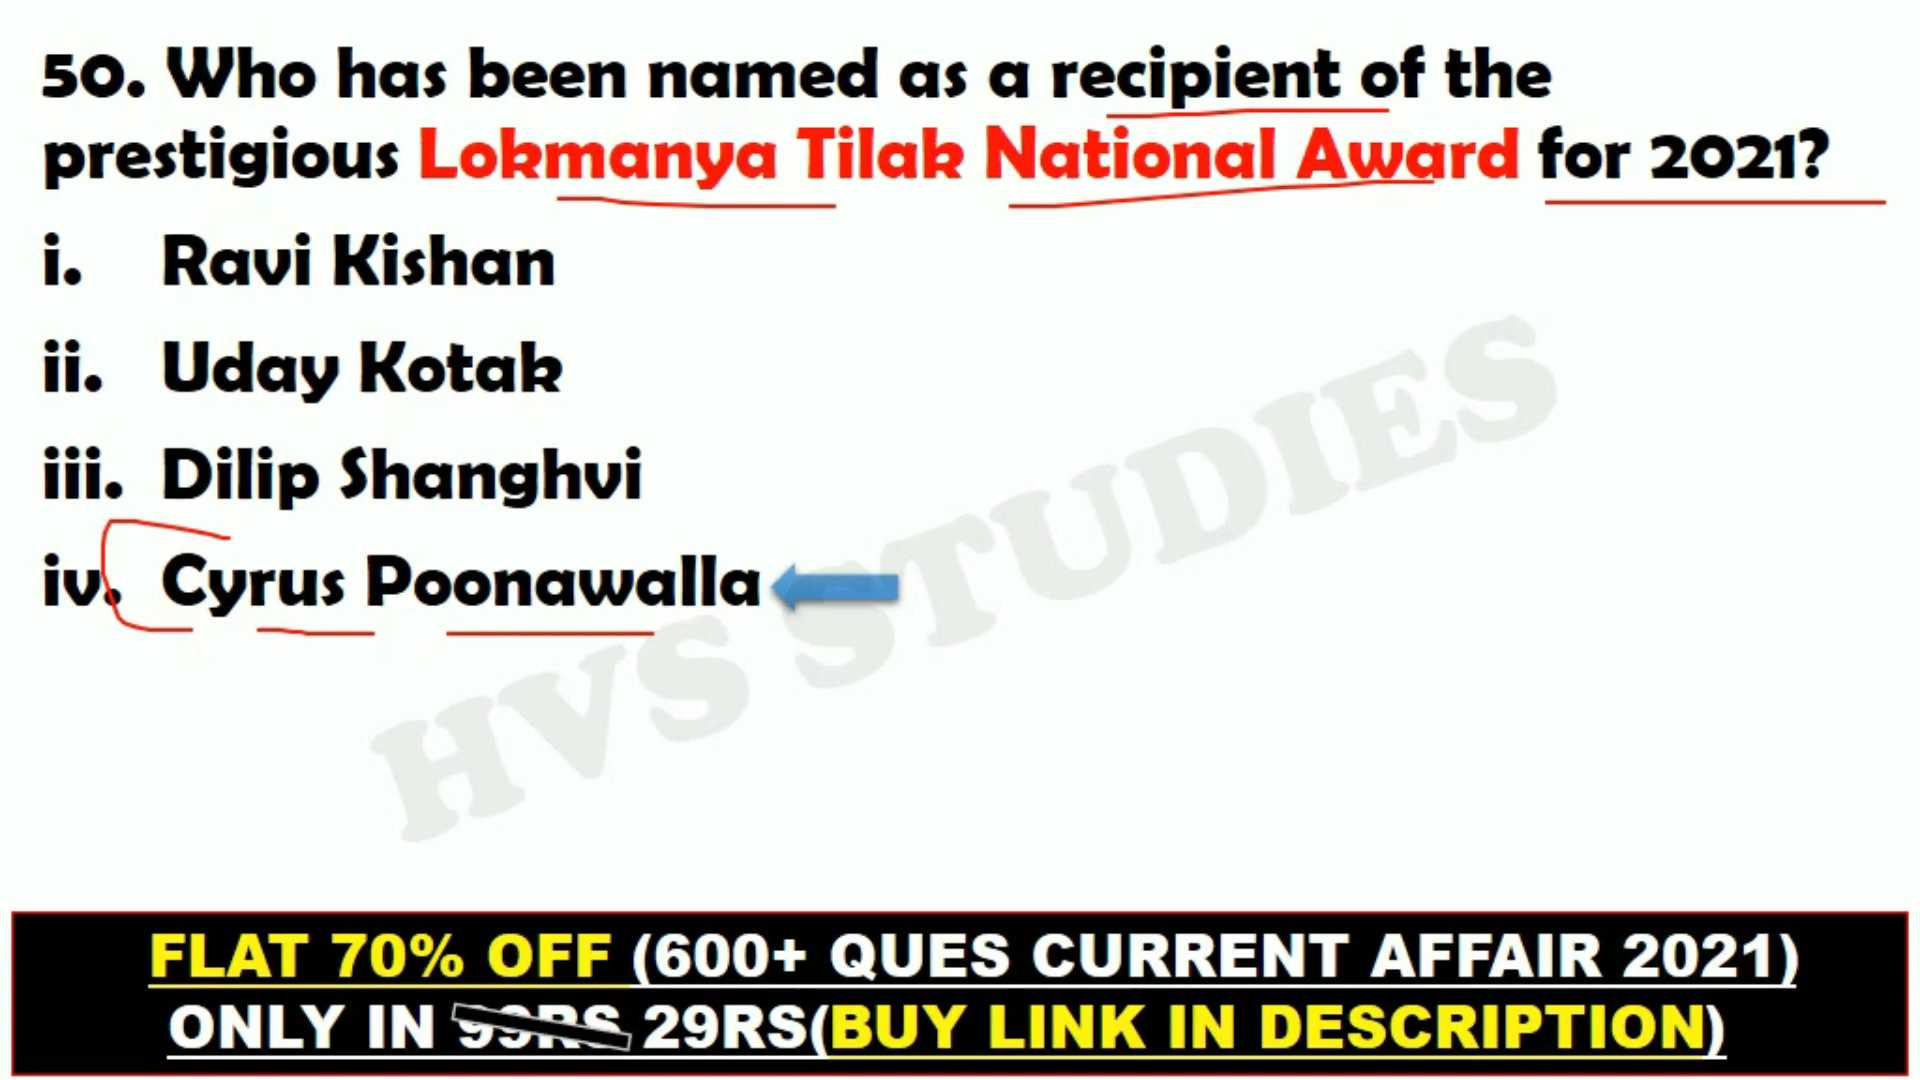 50. Who has been named as a recipient of the
prestigious Lokmanya Tilak National Award for 2021?
i. Ravi Kishan
ii. Uday Kotak
iii. Dilip Shanghvi
iv. Cyrus Poonawalla
HVS STUDIES
FLAT 70% OFF (600+ QUES CURRENT AFFAIR 2021)
ONLY IN 99RS 29RS(BUY LINK IN DESCRIPTION)